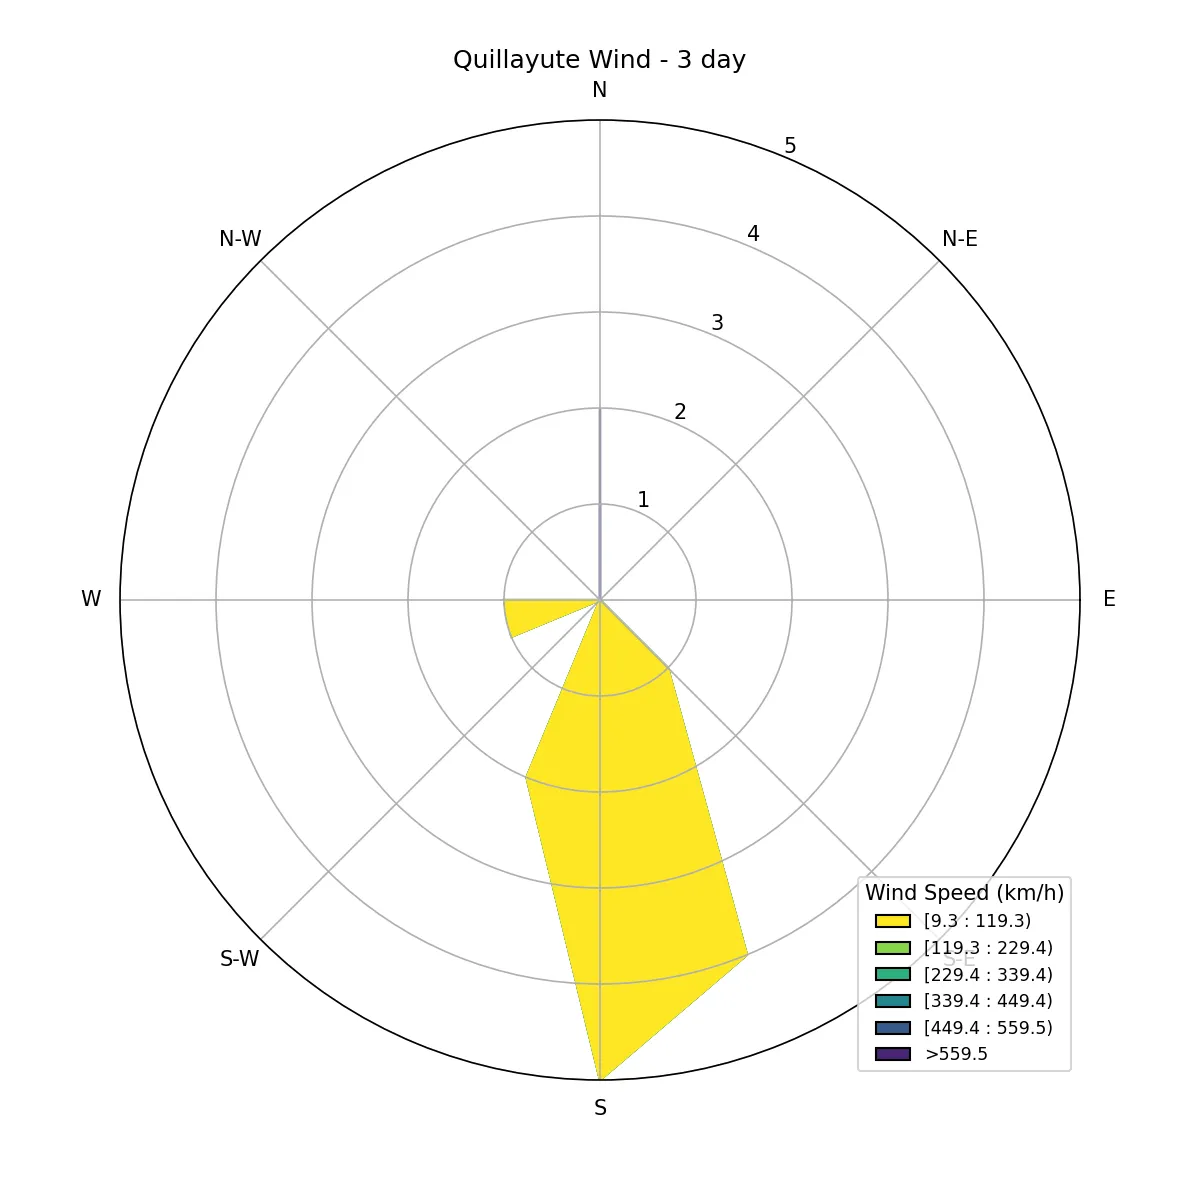 Quillayute Wind - 3 day
N
5
N-W
4
N-E
3
2
1
W
E
S-W
S-E
S
Wind Speed (km/h)
[9.3 : 119.3)
[119.3 : 229.4)
[229.4 : 339.4)
[339.4 : 449.4)
[449.4 : 559.5)
>559.5